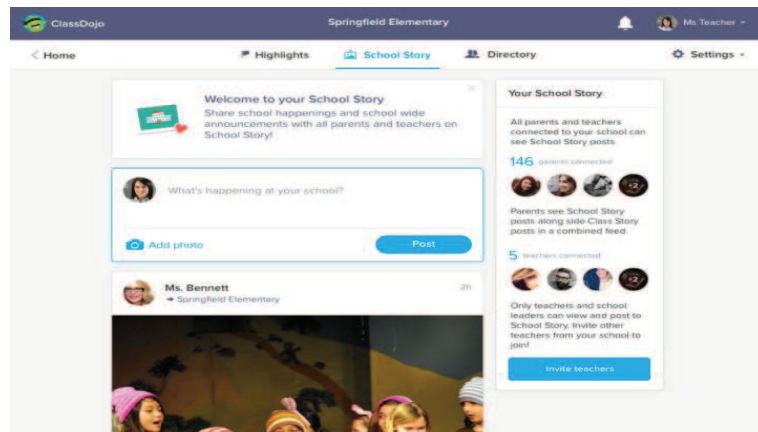 ClassDojo
Springfield Elementary
Ms Teacher
Home
Highlights
School Story
Directory
Settings
Welcome to your School Story
Share school happenings and school wide
announcements with all parents and teachers on
School Story!
What's happening at your school?
Add photo
Post
Ms. Bennett
Springfield Elementary
2h
Your School Story
All parents and teachers
connected to your school can
see School Story posts
146 parents connected
+2
Parents see School Story
posts along side Class Story
posts in a combined feed.
5 teachers connected
+2
Only teachers and school
leaders can view and post to
School Story. Invite other
teachers from your school to
join!
Invite teachers